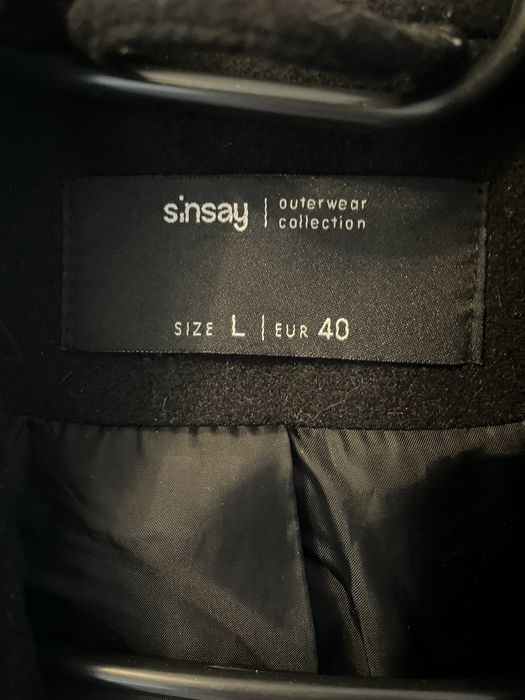 sinsay | outerwear
collection
SIZE L | EUR 40